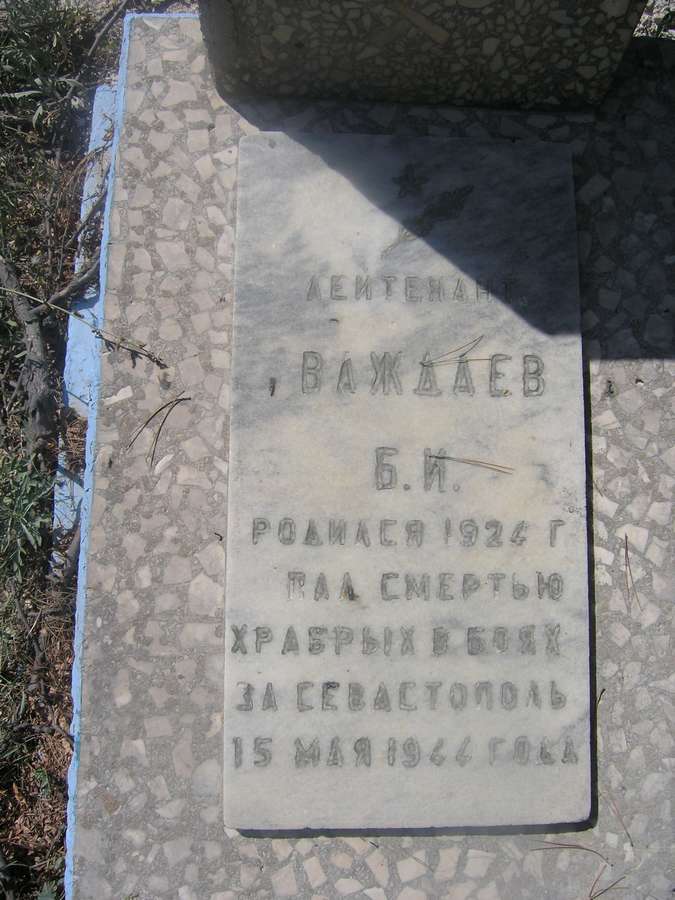 ЛЕЙТЕНАНТ
ВАЖДАЕВ
Б.И.
РОДИЛСЯ 1924 Г
ПАЛ СМЕРТЬЮ
ХРАБРЫХ В БОЯХ
ЗА СЕВАСТОПОЛЬ
15 МАЯ 1944 ГОДА